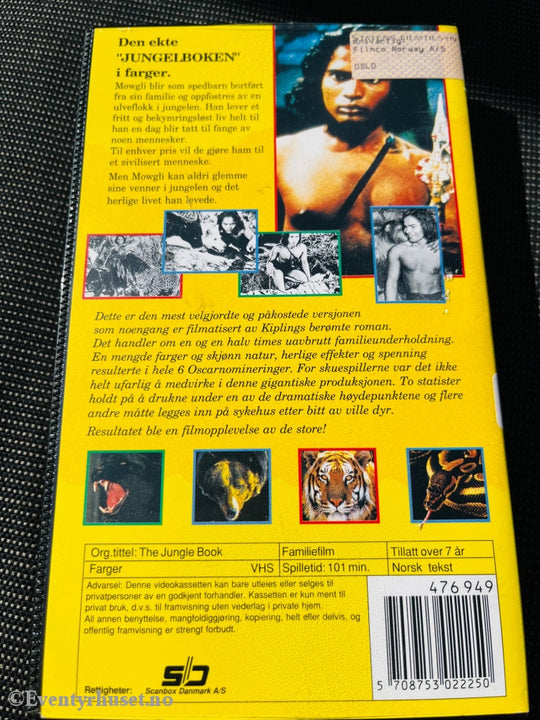 Den ekte
"JUNGELBOKEN"
i farger.
Mowgli blir som spedbarn bortført
fra sin familie og oppfostres av en
ulveflokk i jungelen. Han lever et
fritt og bekymringsløst liv helt til
han en dag blir tatt til fange av
noen mennesker.
Til enhver pris vil de gjøre ham til
et sivilisert menneske.
Men Mowgli kan aldri glemme
sine venner i jungelen og det
herlige livet han levede.
STATENS FILMTILSYN
Ansvarlig:
Filmco Norway A/S
OSLO
Dette er den mest velgjordte og påkostede versjonen
som noengang er filmatisert av Kiplings berømte roman.
Det handler om en og en halv times uavbrutt familieunderholdning.
En mengde farger og skjønn natur, herlige effekter og spenning
resulterte i hele 6 Oscarnomineringer. For skuespillerne var det ikke
helt ufarlig å medvirke i denne gigantiske produksjonen. To statister
holdt på å drukne under en av de dramatiske høydepunktene og flere
andre måtte legges inn på sykehus etter bitt av ville dyr.
Resultatet ble en filmopplevelse av de store!
Org.tittel: The Jungle Book Familiefilm Tillatt over 7 år
Farger VHS Spilletid: 101 min. Norsk tekst
Advarsel: Denne videokassetten kan bare utleies eller selges til
privatpersoner av en godkjent forhandler. Kassetten er kun ment til
privat bruk, d.v.s. til framvisning uten vederlag i private hjem.
All annen benyttelse, mangfoldiggjøring, kopiering, helt eller delvis, og
offentlig framvisning er strengt forbudt.
476949
5 708753 022250
Rettigheter: Scanbox Danmark A/S
©Eventyrhuset.no